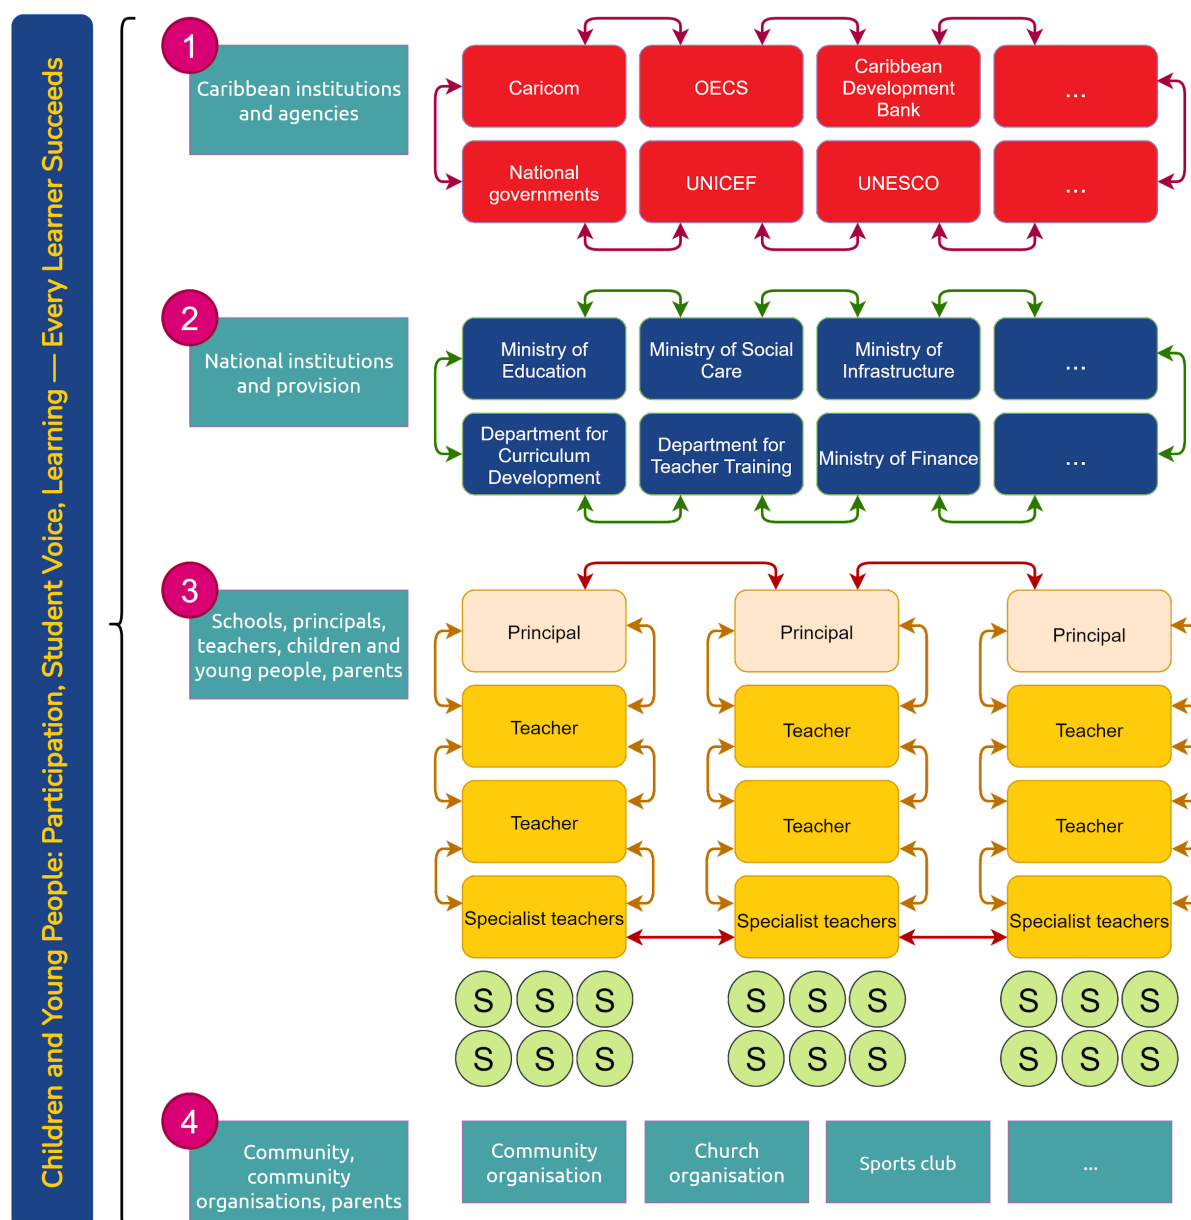 Children and Young People: Participation, Student Voice, Learning — Every Learner Succeeds
1
Caribbean institutions
and agencies
Caricom
OECS
Caribbean
Development
Bank
...
National
governments
UNICEF
UNESCO
...
2
National institutions
and provision
Ministry of
Education
Ministry of Social
Care
Ministry of
Infrastructure
...
Department for
Curriculum
Development
Department for
Teacher Training
Ministry of Finance
...
3
Schools, principals,
teachers, children and
young people, parents
Principal
Principal
Principal
Teacher
Teacher
Teacher
Teacher
Teacher
Teacher
Specialist teachers
Specialist teachers
Specialist teachers
S S S
S S S
S S S
S S S
S S S
S S S
4
Community,
community
organisations, parents
Community
organisation
Church
organisation
Sports club
...